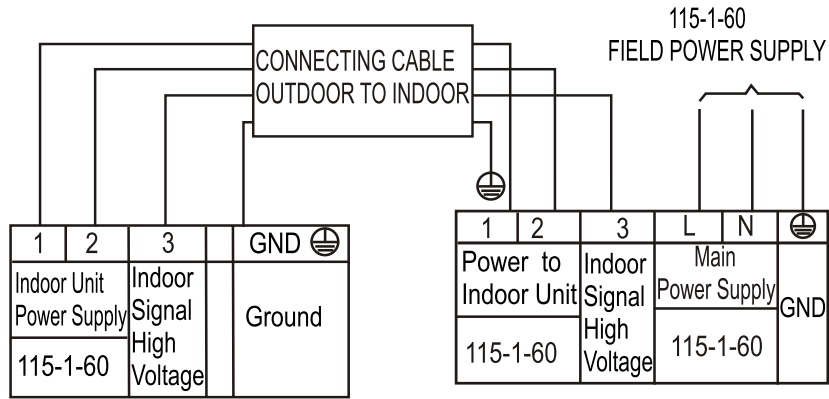 115-1-60
FIELD POWER SUPPLY
CONNECTING CABLE
OUTDOOR TO INDOOR
1 2 3 GND
Indoor Unit
Power Supply
115-1-60
Indoor
Signal
High
Voltage
Ground
1 2 3 L N
Power to
Indoor Unit
115-1-60
Indoor
Signal
High
Voltage
Main
Power Supply
115-1-60
GND